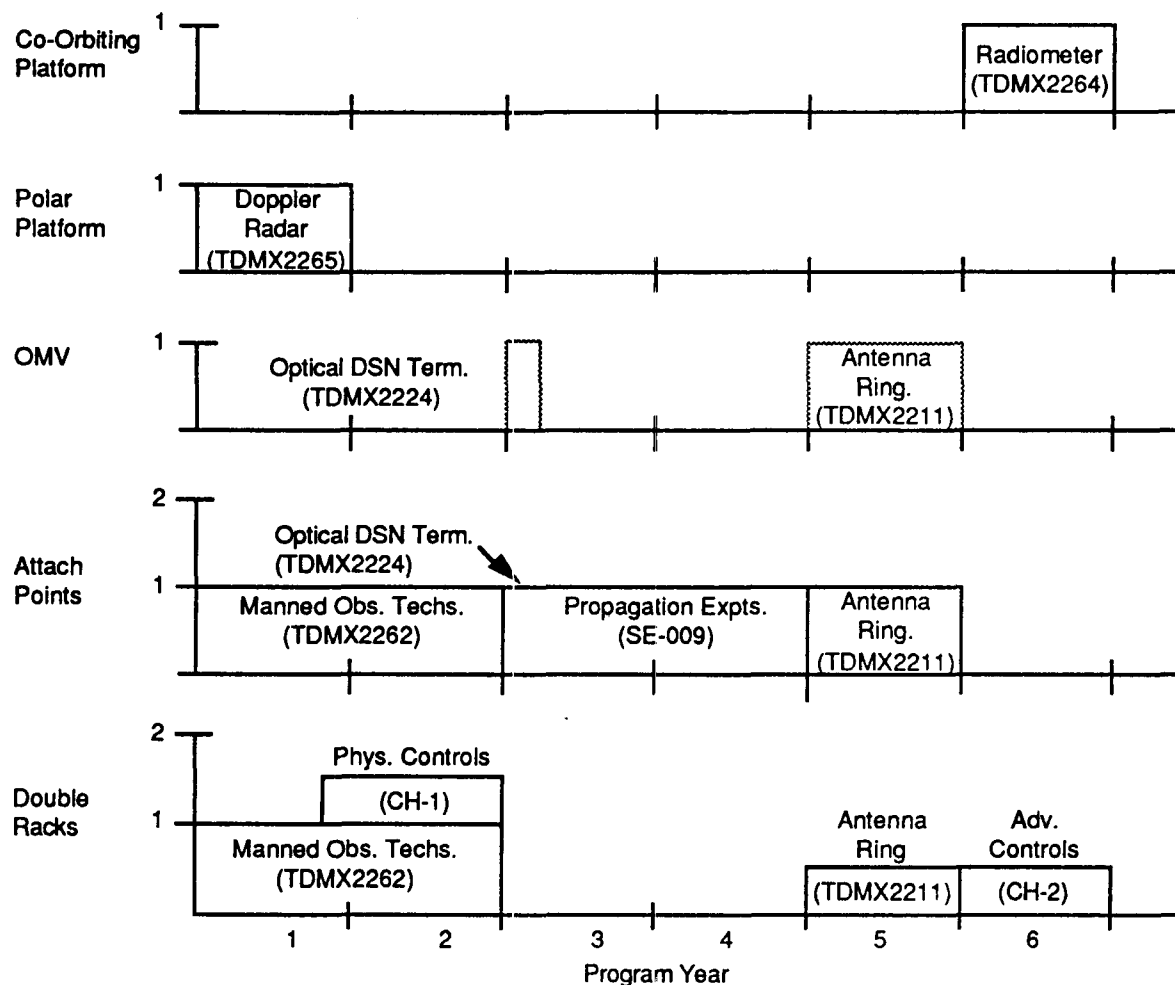 Co-Orbiting
Platform
1
Radiometer
(TDMX2264)
Polar
Platform
1
Doppler
Radar
(TDMX2265)
OMV
1
Optical DSN Term.
(TDMX2224)
Antenna
Ring.
(TDMX2211)
Attach
Points
2
1
Optical DSN Term.
(TDMX2224)
Manned Obs. Techs.
(TDMX2262)
Propagation Expts.
(SE-009)
Antenna
Ring.
(TDMX2211)
Double
Racks
2
1
Phys. Controls
(CH-1)
Manned Obs. Techs.
(TDMX2262)
Antenna
Ring
(TDMX2211)
Adv.
Controls
(CH-2)
1 2 3 4 5 6
Program Year